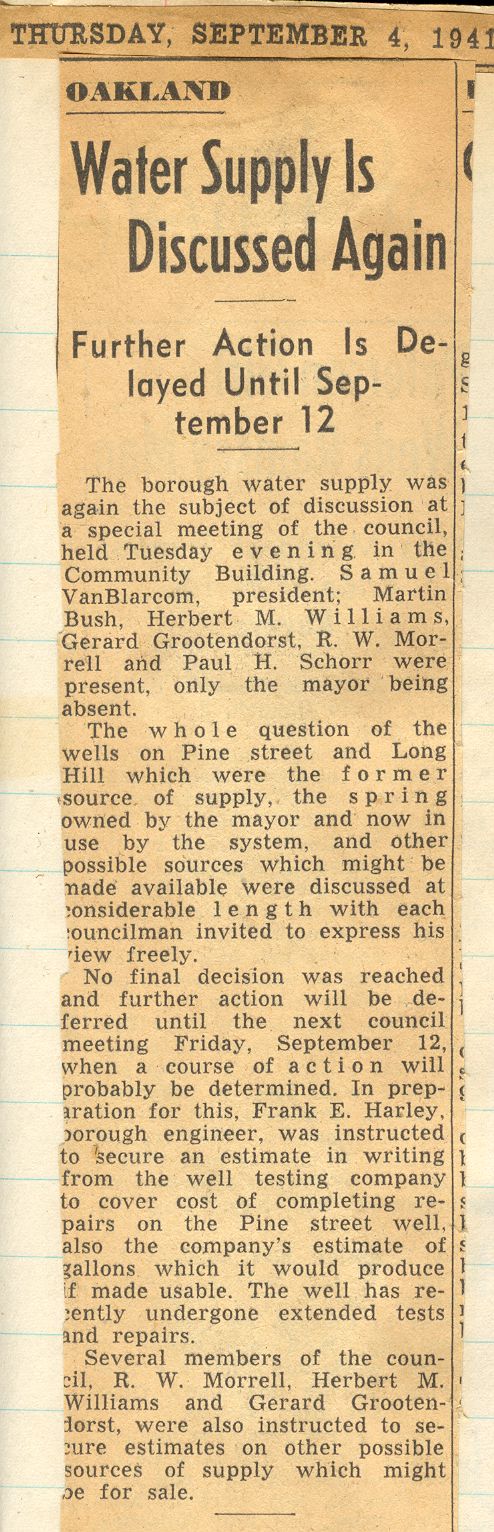 THURSDAY, SEPTEMBER 4, 1941
OAKLAND
Water Supply Is
Discussed Again
Further Action Is De-
layed Until Sep-
tember 12
The borough water supply was
again the subject of discussion at
a special meeting of the council,
held Tuesday evening in the
Community Building. Samuel
VanBlarcom, president; Martin
Bush, Herbert M. Williams,
Gerard Grootendorst, R. W. Mor-
rell and Paul H. Schorr were
present, only the mayor being
absent.
The whole question of the
wells on Pine street and Long
Hill which were the former
source of supply, the spring
owned by the mayor and now in
use by the system, and other
possible sources which might be
made available were discussed at
considerable length with each
councilman invited to express his
view freely.
No final decision was reached
and further action will be de-
ferred until the next council
meeting Friday, September 12,
when a course of action will
probably be determined. In prep-
aration for this, Frank E. Harley,
borough engineer, was instructed
to secure an estimate in writing
from the well testing company
to cover cost of completing re-
pairs on the Pine street well,
also the company's estimate of
gallons which it would produce
if made usable. The well has re-
cently undergone extended tests
and repairs.
Several members of the coun-
cil, R. W. Morrell, Herbert M.
Williams and Gerard Grooten-
dorst, were also instructed to se-
cure estimates on other possible
sources of supply which might
be for sale.